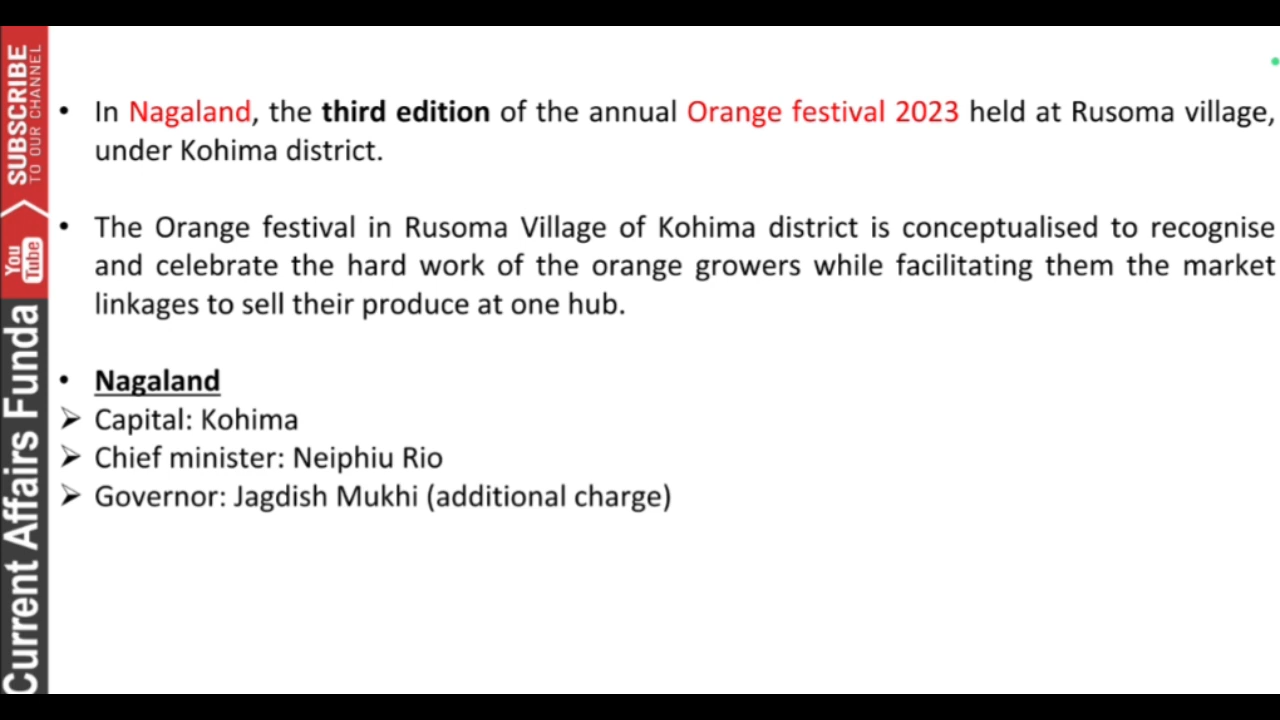 • In Nagaland, the third edition of the annual Orange festival 2023 held at Rusoma village,
under Kohima district.
• The Orange festival in Rusoma Village of Kohima district is conceptualised to recognise
and celebrate the hard work of the orange growers while facilitating them the market
linkages to sell their produce at one hub.
• Nagaland
➢ Capital: Kohima
➢ Chief minister: Neiphiu Rio
➢ Governor: Jagdish Mukhi (additional charge)
SUBSCRIBE
TO OUR CHANNEL
You
Tube
Current Affairs Funda